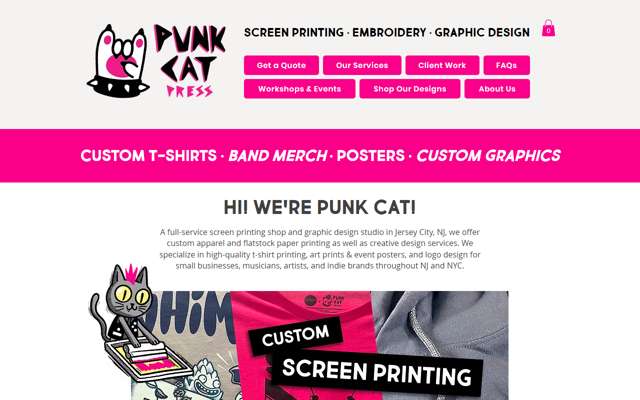 PUNK
CAT
PRESS
SCREEN PRINTING · EMBROIDERY · GRAPHIC DESIGN
0
Get a Quote
Our Services
Client Work
FAQs
Workshops & Events
Shop Our Designs
About Us
CUSTOM T-SHIRTS · BAND MERCH · POSTERS · CUSTOM GRAPHICS
HI! WE'RE PUNK CAT!
A full-service screen printing shop and graphic design studio in Jersey City, NJ, we offer
custom apparel and flatstock paper printing as well as creative design services. We
specialize in high-quality t-shirt printing, art prints & event posters, and logo design for
small businesses, musicians, artists, and indie brands throughout NJ and NYC.
PUNK
CAT
CUSTOM
SCREEN PRINTING